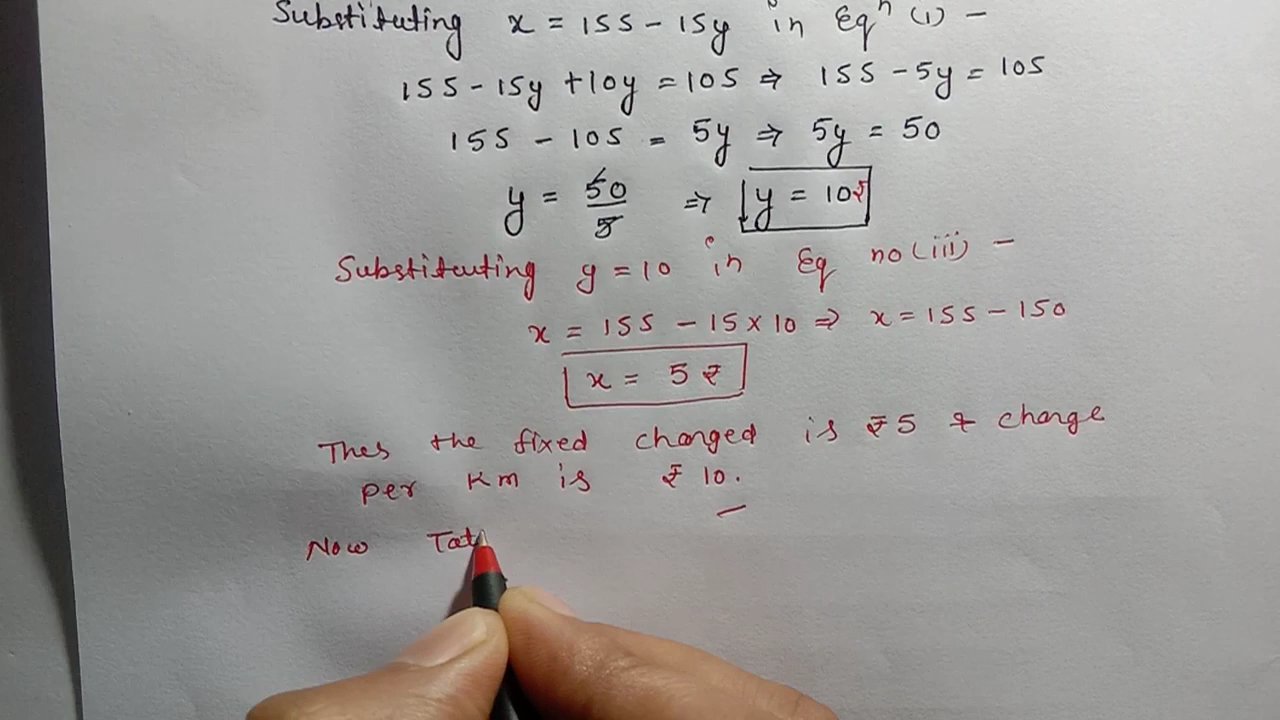 Substituting x = 155 - 15y in Eqⁿ (1) -
155 - 15y + 10y = 105 ⇒ 155 - 5y = 105
155 - 105 = 5y ⇒ 5y = 50
y = 50/5 ⇒ y = 10₹
Substituting y = 10 in Eq no (iii) -
x = 155 - 15 × 10 ⇒ x = 155 - 150
x = 5 ₹
Thes the fixed changed is ₹5 & charge
per Km is ₹ 10.
Now Tat